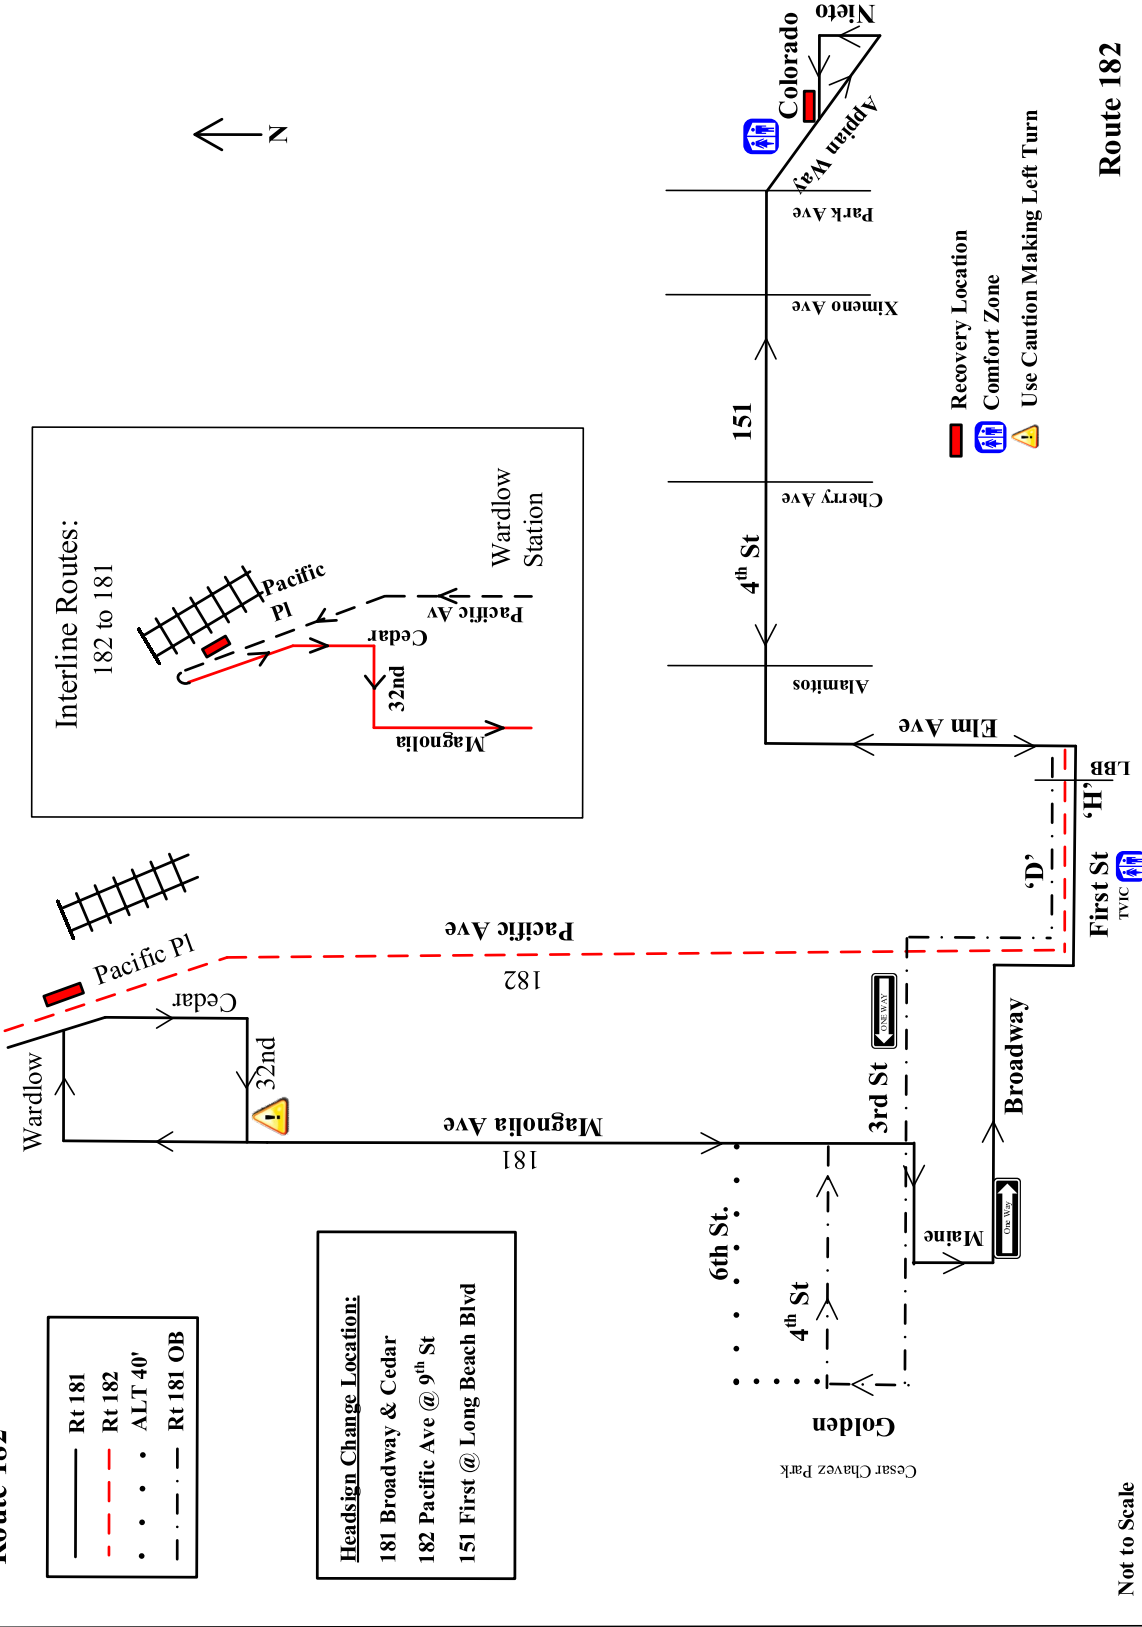 Route 182
Rt 181
Rt 182
ALT 40'
Rt 181 OB
Headsign Change Location:
181 Broadway & Cedar
182 Pacific Ave @ 9th St
151 First @ Long Beach Blvd
Interline Routes:
182 to 181
Pacific
Pl
Cedar
32nd
Magnolia
Pacific Av
Wardlow
Station
N
Wardlow
Pacific Pl
Cedar
32nd
Magnolia Ave
181
Pacific Ave
182
6th St.
4th St
3rd St
ONE WAY
Golden
Cesar Chavez Park
Maine
One Way
Broadway
First St
TVIC
'D'
'H'
LBB
Elm Ave
4th St
151
Alamitos
Cherry Ave
Ximeno Ave
Park Ave
Appian Way
Colorado
Nieto
Recovery Location
Comfort Zone
Use Caution Making Left Turn
Route 182
Not to Scale